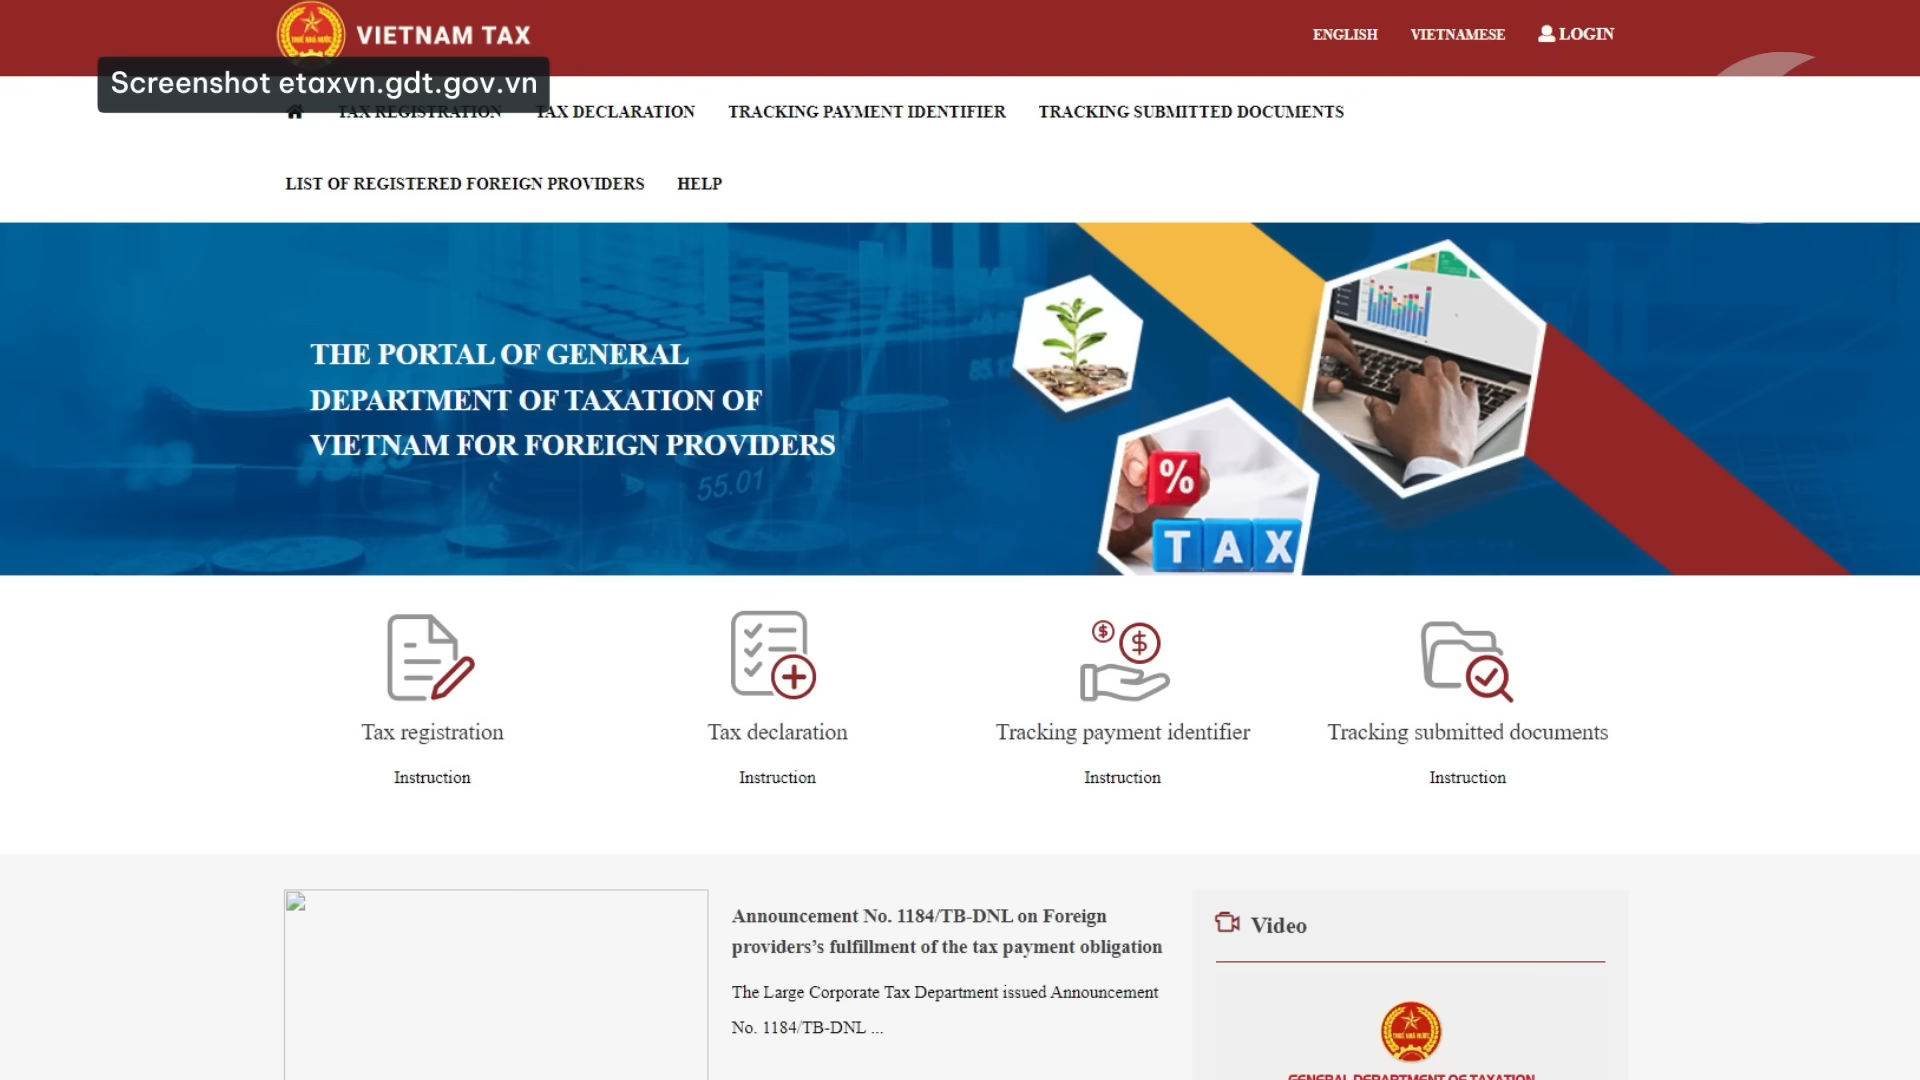 VIETNAM TAX
ENGLISH VIETNAMESE LOGIN
Screenshot etaxvn.gdt.gov.vn
TAX REGISTRATION TAX DECLARATION TRACKING PAYMENT IDENTIFIER TRACKING SUBMITTED DOCUMENTS
LIST OF REGISTERED FOREIGN PROVIDERS HELP
THE PORTAL OF GENERAL
DEPARTMENT OF TAXATION OF
VIETNAM FOR FOREIGN PROVIDERS
55.01
%
TAX
Tax registration Tax declaration Tracking payment identifier Tracking submitted documents
Instruction Instruction Instruction Instruction
Announcement No. 1184/TB-DNL on Foreign
providers’s fulfillment of the tax payment obligation
The Large Corporate Tax Department issued Announcement
No. 1184/TB-DNL ...
Video
GENERAL DEPARTMENT OF TAXATION